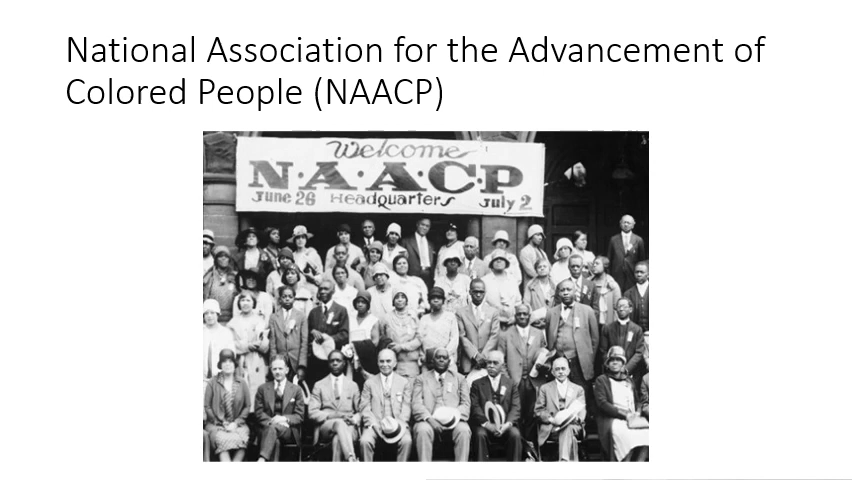 National Association for the Advancement of
Colored People (NAACP)
Welcome
N·A·A·C·P
June 26 Headquarters July 2